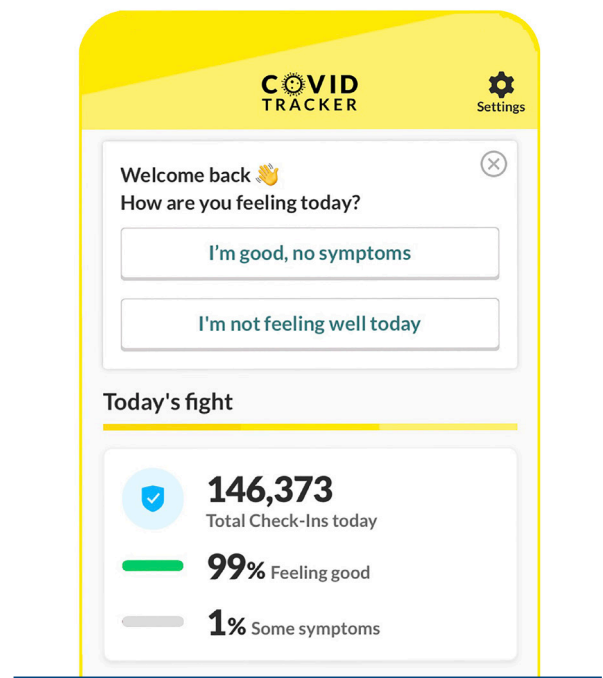 COVID
TRACKER
Settings
Welcome back 👋
How are you feeling today?
I’m good, no symptoms
I'm not feeling well today
Today's fight
146,373
Total Check-Ins today
99% Feeling good
1% Some symptoms